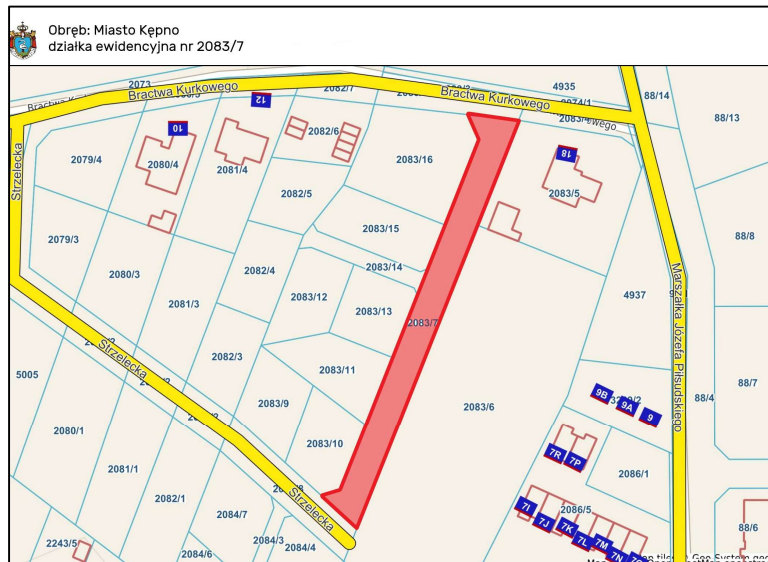 Obręb: Miasto Kępno
działka ewidencyjna nr 2083/7
2073
2082/7
4935
88/14
88/13
Bractwa Kurkowego
Bractwa Kurkowego
12
10
2082/6
2079/4
2080/4
2081/4
2083/16
18
2083/5
2082/5
Strzelecka
2083/15
2079/3
88/8
2080/3
2082/4
2083/14
2083/12
4937
2081/3
2083/13
2083/7
Marszałka Józefa Piłsudskiego
2082/3
Strzelecka
5005
2083/11
88/7
88/4
9B
9A
9
2083/9
2083/6
2080/1
2083/10
7R
7P
2081/1
2086/1
2082/1
Strzelecka
7I
2086/5
2084/7
7J
7K
7L
7M
7N
88/6
2243/5
2084/3
2084/4
2084/6